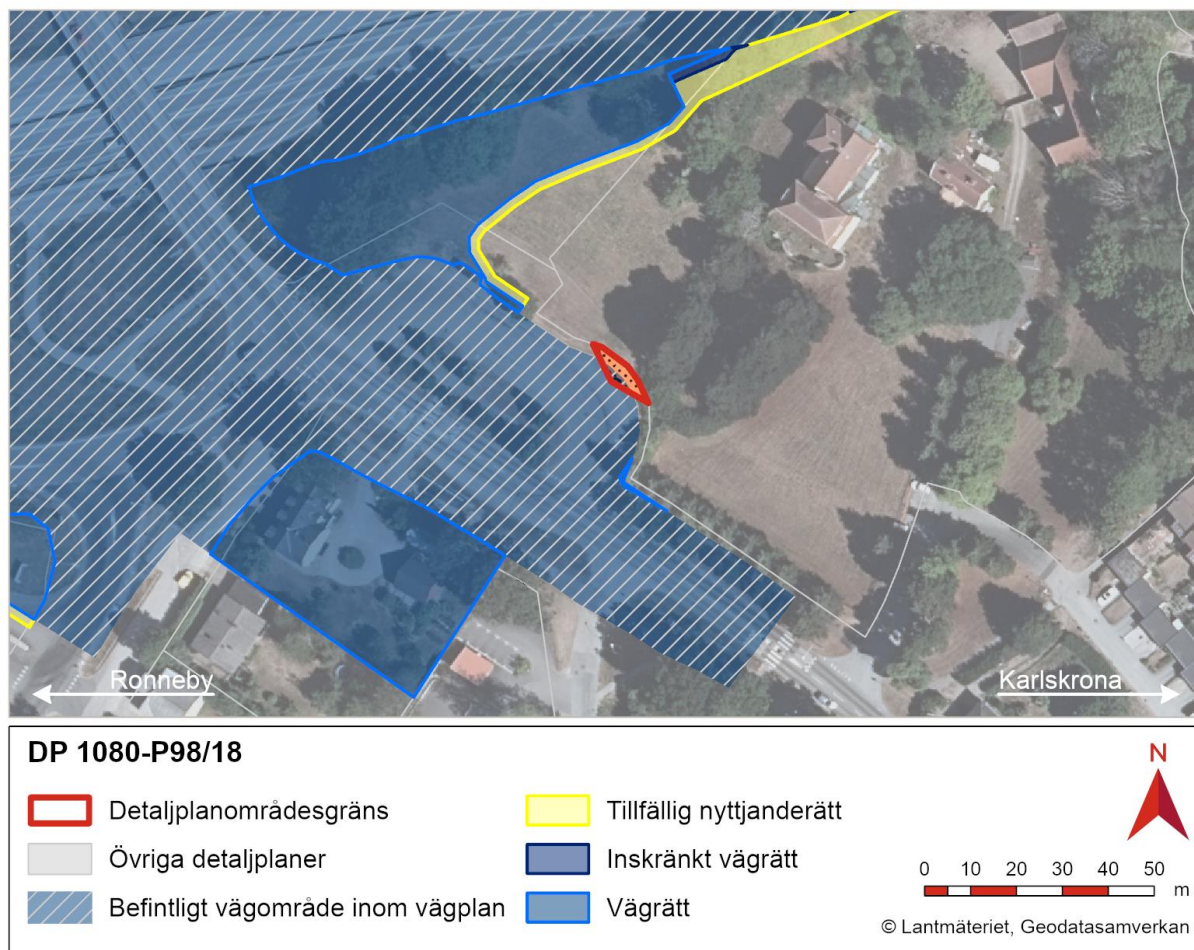 Ronneby
Karlskrona
DP 1080-P98/18
Detaljplanområdesgräns
Övriga detaljplaner
Befintligt vägområde inom vägplan
Tillfällig nyttjanderätt
Inskränkt vägrätt
Vägrätt
N
0 10 20 30 40 50
m
© Lantmäteriet, Geodatasamverkan